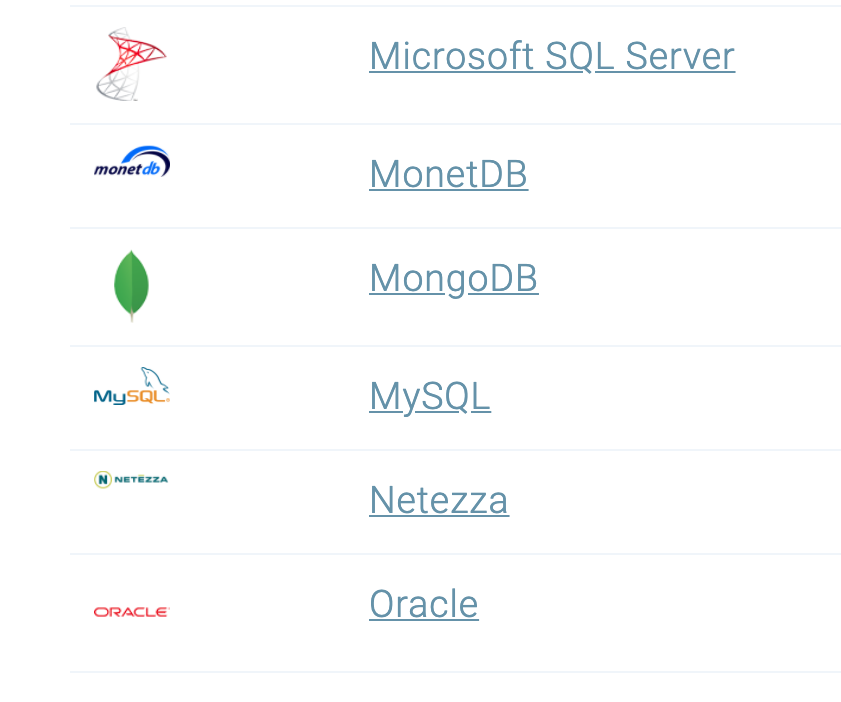 Microsoft SQL Server
monetdb
MonetDB
MongoDB
MySQL
MySQL
NETEZZA
Netezza
ORACLE
Oracle